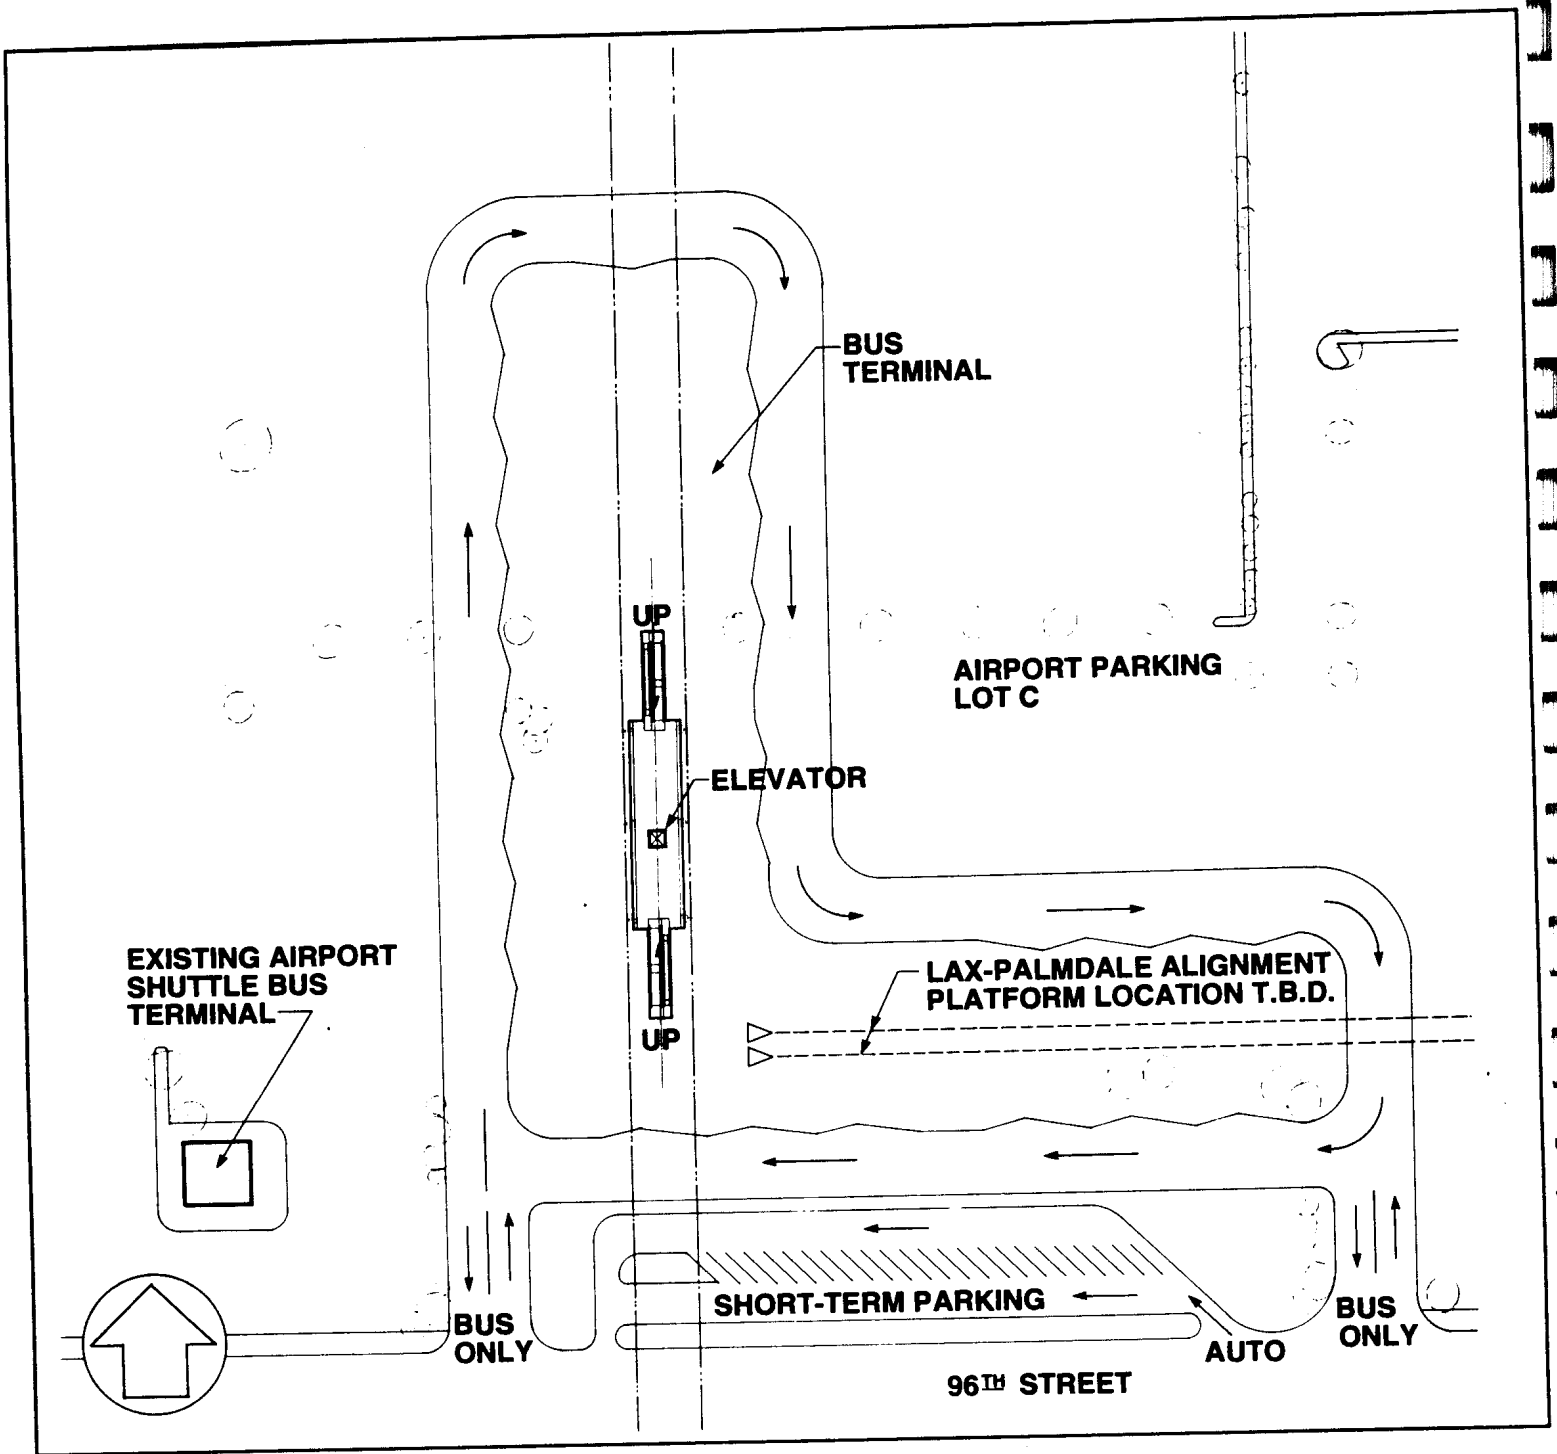 BUS
TERMINAL
UP
AIRPORT PARKING
LOT C
ELEVATOR
EXISTING AIRPORT
SHUTTLE BUS
TERMINAL
LAX-PALMDALE ALIGNMENT
PLATFORM LOCATION T.B.D.
UP
SHORT-TERM PARKING
BUS
ONLY
BUS
ONLY
AUTO
96TH STREET